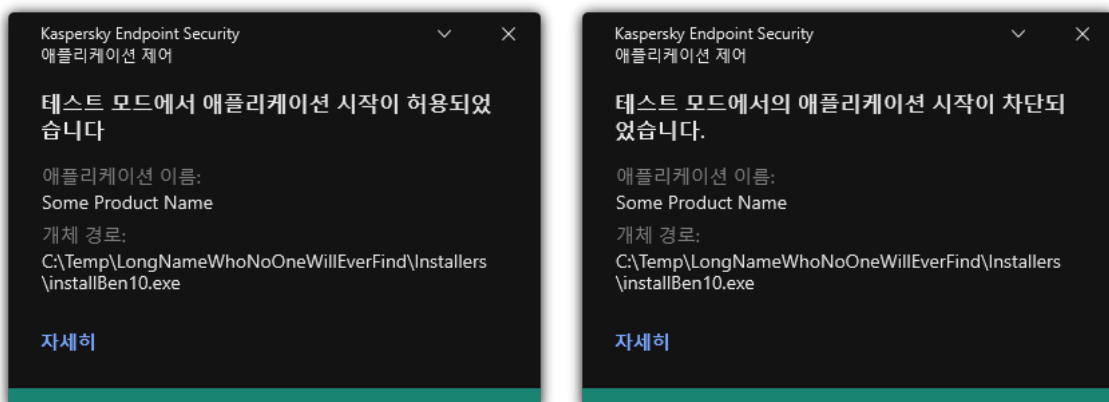 Kaspersky Endpoint Security
애플리케이션 제어
테스트 모드에서 애플리케이션 시작이 허용되었
습니다
애플리케이션 이름:
Some Product Name
개체 경로:
C:\Temp\LongNameWhoNoOneWillEverFind\Installers
\installBen10.exe
자세히
Kaspersky Endpoint Security
애플리케이션 제어
테스트 모드에서의 애플리케이션 시작이 차단되
었습니다.
애플리케이션 이름:
Some Product Name
개체 경로:
C:\Temp\LongNameWhoNoOneWillEverFind\Installers
\installBen10.exe
자세히